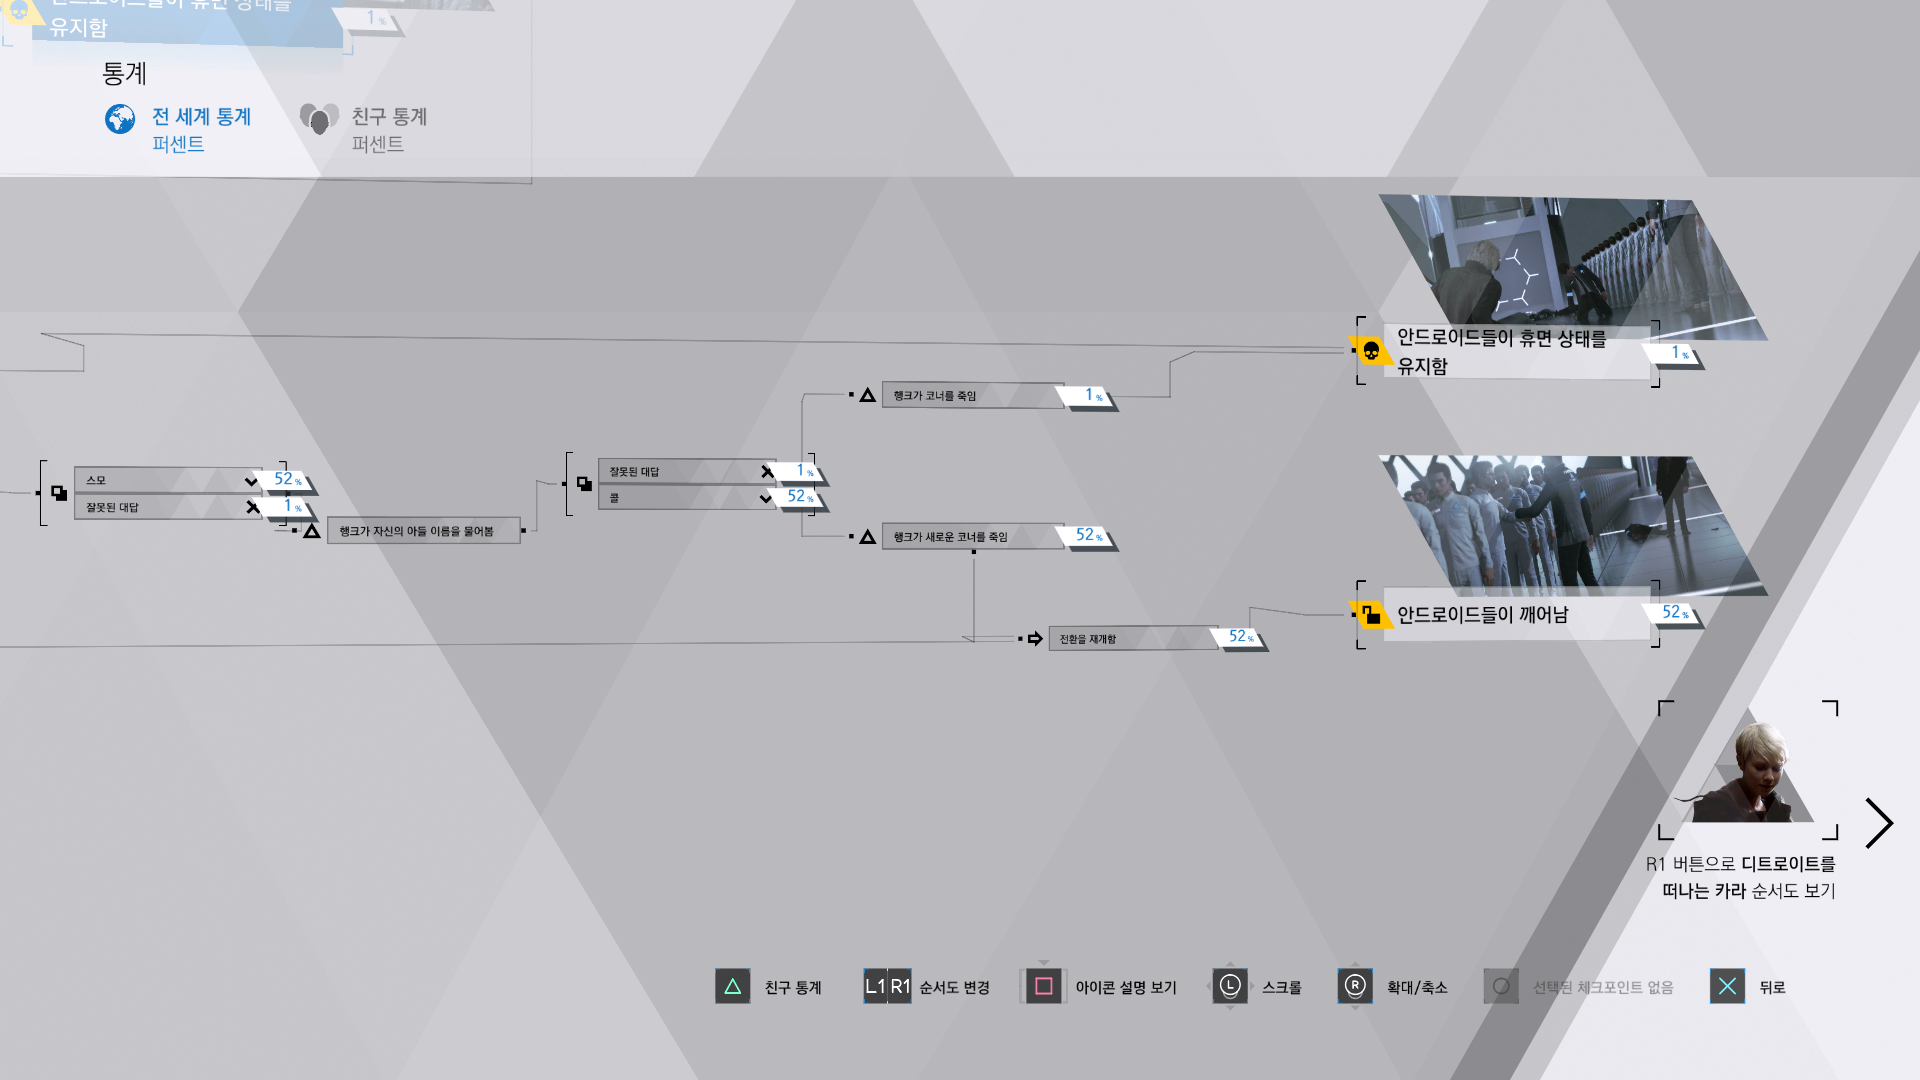 유지함
1%
통계
전 세계 통계
퍼센트
친구 통계
퍼센트
안드로이드들이 휴면 상태를
유지함
1%
행크가 코너를 죽임
1%
스모
52%
잘못된 대답
1%
행크가 자신의 아들 이름을 물어봄
잘못된 대답
1%
콜
52%
행크가 새로운 코너를 죽임
52%
전환을 재개함
52%
안드로이드들이 깨어남
52%
R1 버튼으로 디트로이트를
떠나는 카라 순서도 보기
친구 통계
L1 R1 순서도 변경
아이콘 설명 보기
L 스크롤
R 확대/축소
선택된 체크포인트 없음
뒤로